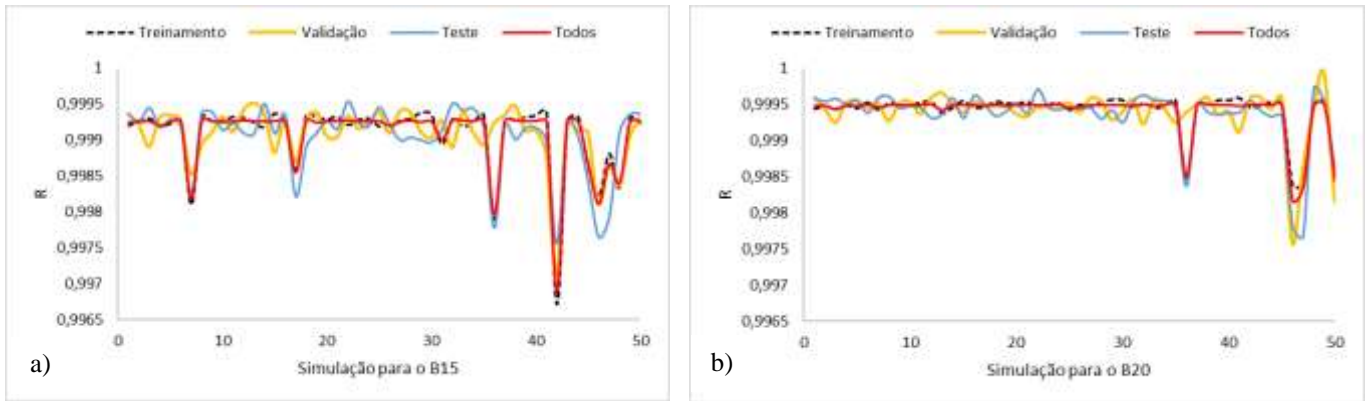 Treinamento Validação Teste Todos
1
0,9995
0,999
0,9985
0,998
0,9975
0,997
0,9965
R
0 10 20 30 40 50
Simulação para o B15
a)
Treinamento Validação Teste Todos
1
0,9995
0,999
0,9985
0,998
0,9975
0,997
0,9965
R
0 10 20 30 40 50
Simulação para o B20
b)